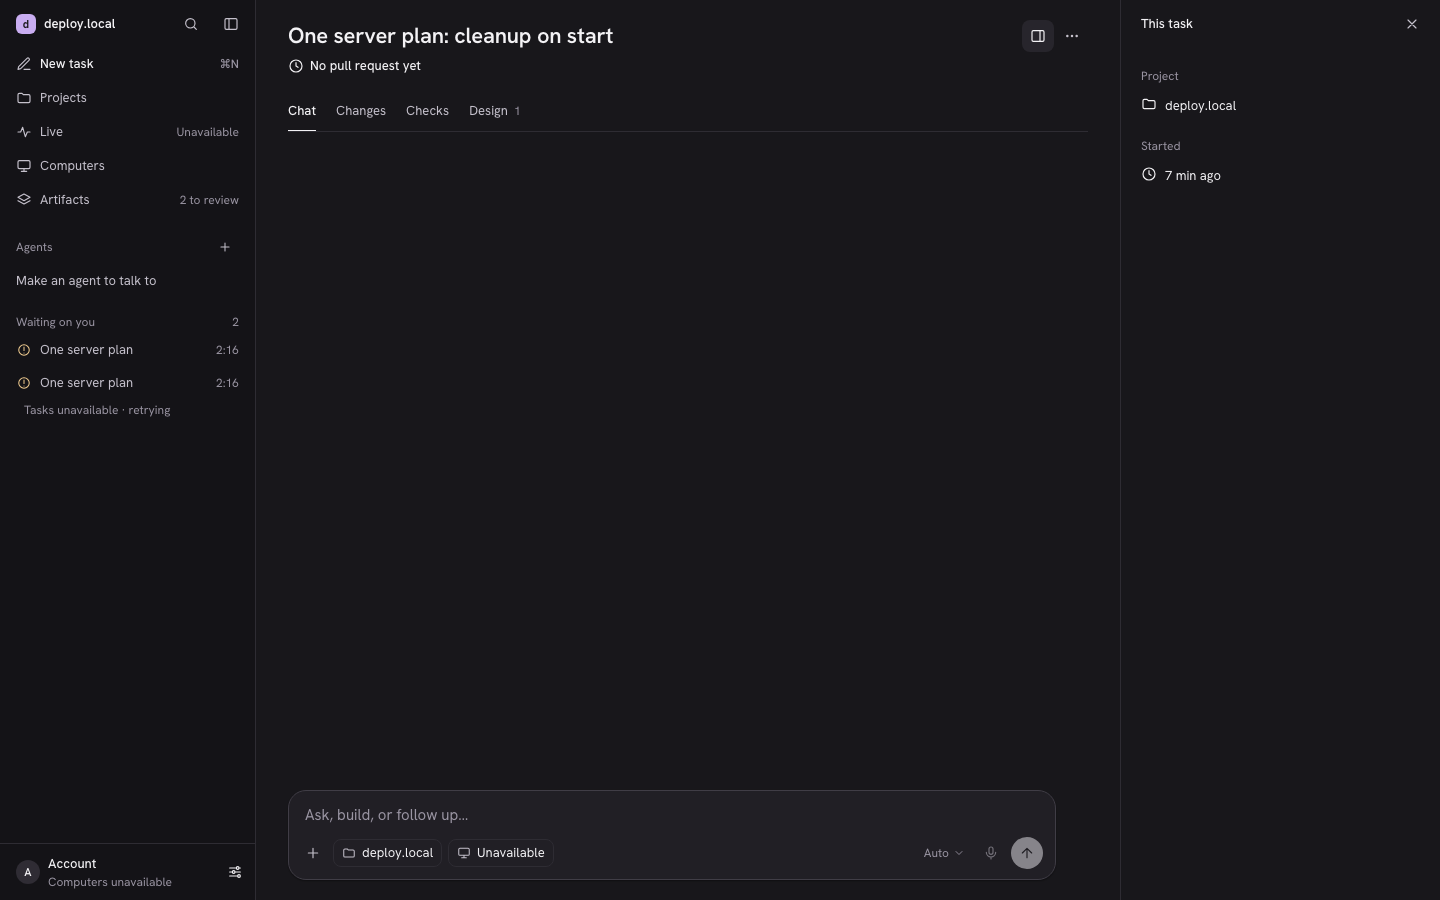 d deploy.local
New task ⌘N
Projects
Live Unavailable
Computers
Artifacts 2 to review
Agents
Make an agent to talk to
Waiting on you 2
One server plan 2:16
One server plan 2:16
Tasks unavailable · retrying
A Account
Computers unavailable
One server plan: cleanup on start
No pull request yet
Chat Changes Checks Design 1
Ask, build, or follow up...
deploy.local Unavailable Auto
This task
Project
deploy.local
Started
7 min ago